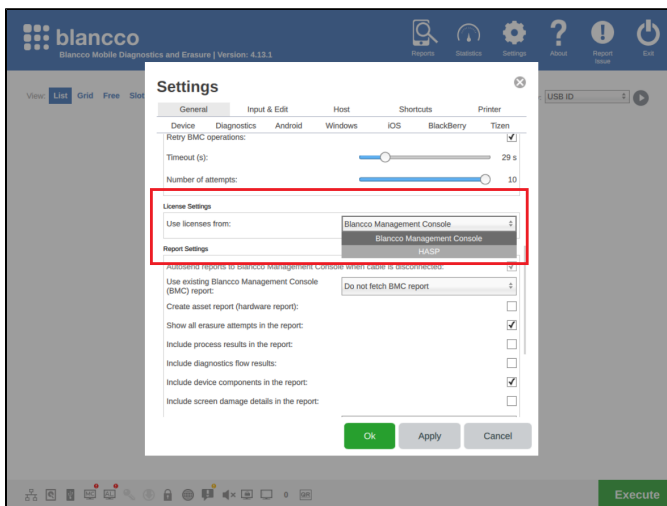 blancco
Blancco Mobile Diagnostics and Erasure | Version: 4.13.1
Reports Statistics Settings About Report Issue Exit
View: List Grid Free Slot
USB ID
Settings
General Input & Edit Host Shortcuts Printer
Device Diagnostics Android Windows iOS BlackBerry Tizen
Retry BMC operations:
Timeout (s): 29 s
Number of attempts: 10
License Settings
Use licenses from: Blancco Management Console
Blancco Management Console
HASP
Report Settings
Autosend reports to Blancco Management Console when cable is disconnected:
Use existing Blancco Management Console
(BMC) report: Do not fetch BMC report
Create asset report (hardware report):
Show all erasure attempts in the report:
Include process results in the report:
Include diagnostics flow results:
Include device components in the report:
Include screen damage details in the report:
Ok Apply Cancel
MC AL 0 QR
Execute